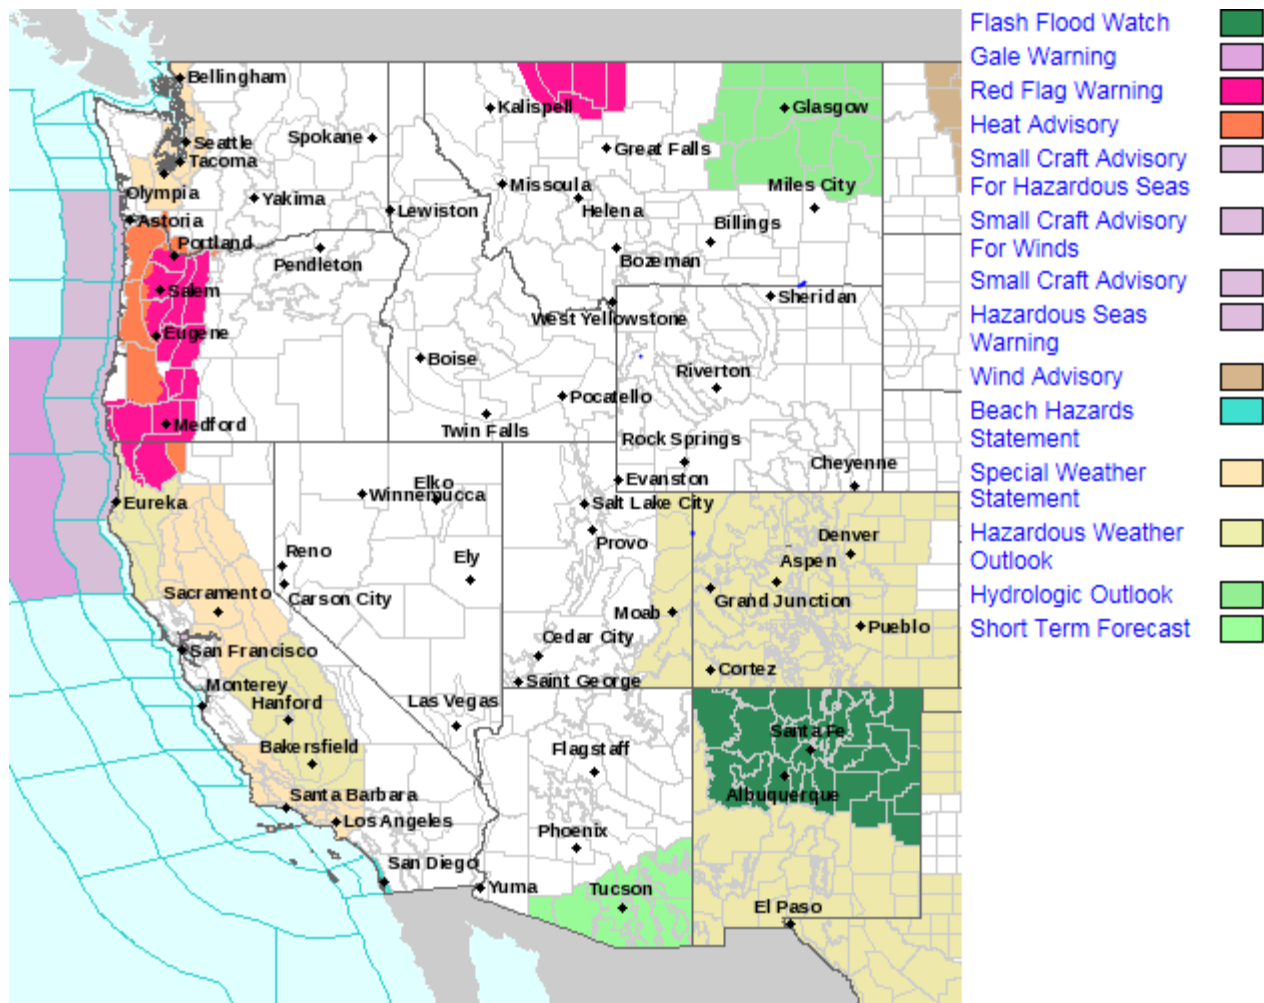 Flash Flood Watch
Gale Warning
Red Flag Warning
Heat Advisory
Small Craft Advisory
For Hazardous Seas
Small Craft Advisory
For Winds
Small Craft Advisory
Hazardous Seas
Warning
Wind Advisory
Beach Hazards
Statement
Special Weather
Statement
Hazardous Weather
Outlook
Hydrologic Outlook
Short Term Forecast
Bellingham
Kalispell
Glasgow
Seattle
Spokane
Great Falls
Tacoma
Olympia
Missoula
Miles City
Yakima
Helena
Lewiston
Astoria
Billings
Portland
Pendleton
Bozeman
Salem
Sheridan
West Yellowstone
Eugene
Boise
Riverton
Pocatello
Medford
Twin Falls
Rock Springs
Cheyenne
Evanston
Elko
Winnemucca
Eureka
Salt Lake City
Provo
Denver
Reno
Ely
Aspen
Sacramento
Carson City
Grand Junction
Moab
Pueblo
Cedar City
San Francisco
Cortez
Saint George
Monterey
Hanford
Las Vegas
Santa Fe
Bakersfield
Flagstaff
Santa Barbara
Albuquerque
Los Angeles
Phoenix
San Diego
Yuma
Tucson
El Paso